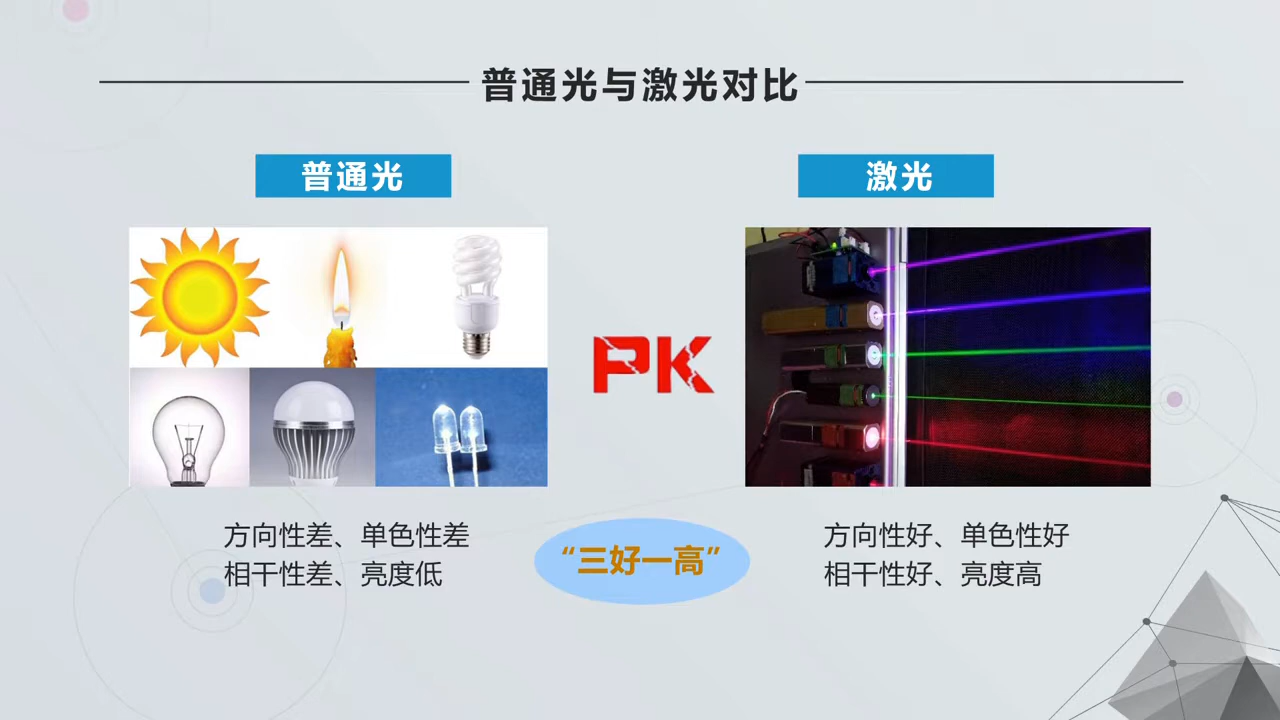 普通光与激光对比
普通光
激光
PK
方向性差、单色性差
相干性差、亮度低
“三好一高”
方向性好、单色性好
相干性好、亮度高